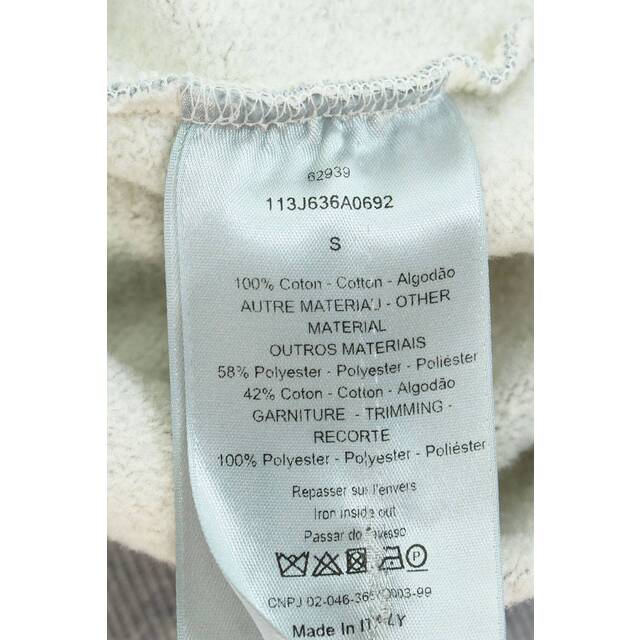 62939
113J636A0692
S
100% Coton - Cotton - Algodão
AUTRE MATERIAU - OTHER
MATERIAL
OUTROS MATERIAIS
58% Polyester - Polyester - Poliester
42% Coton - Cotton - Algodão
GARNITURE - TRIMMING -
RECORTE
100% Polyester - Polyester - Poliéster
Repasser sur l'envers
Iron inside out
Passar do avesso
CNPJ
Made In ITALY